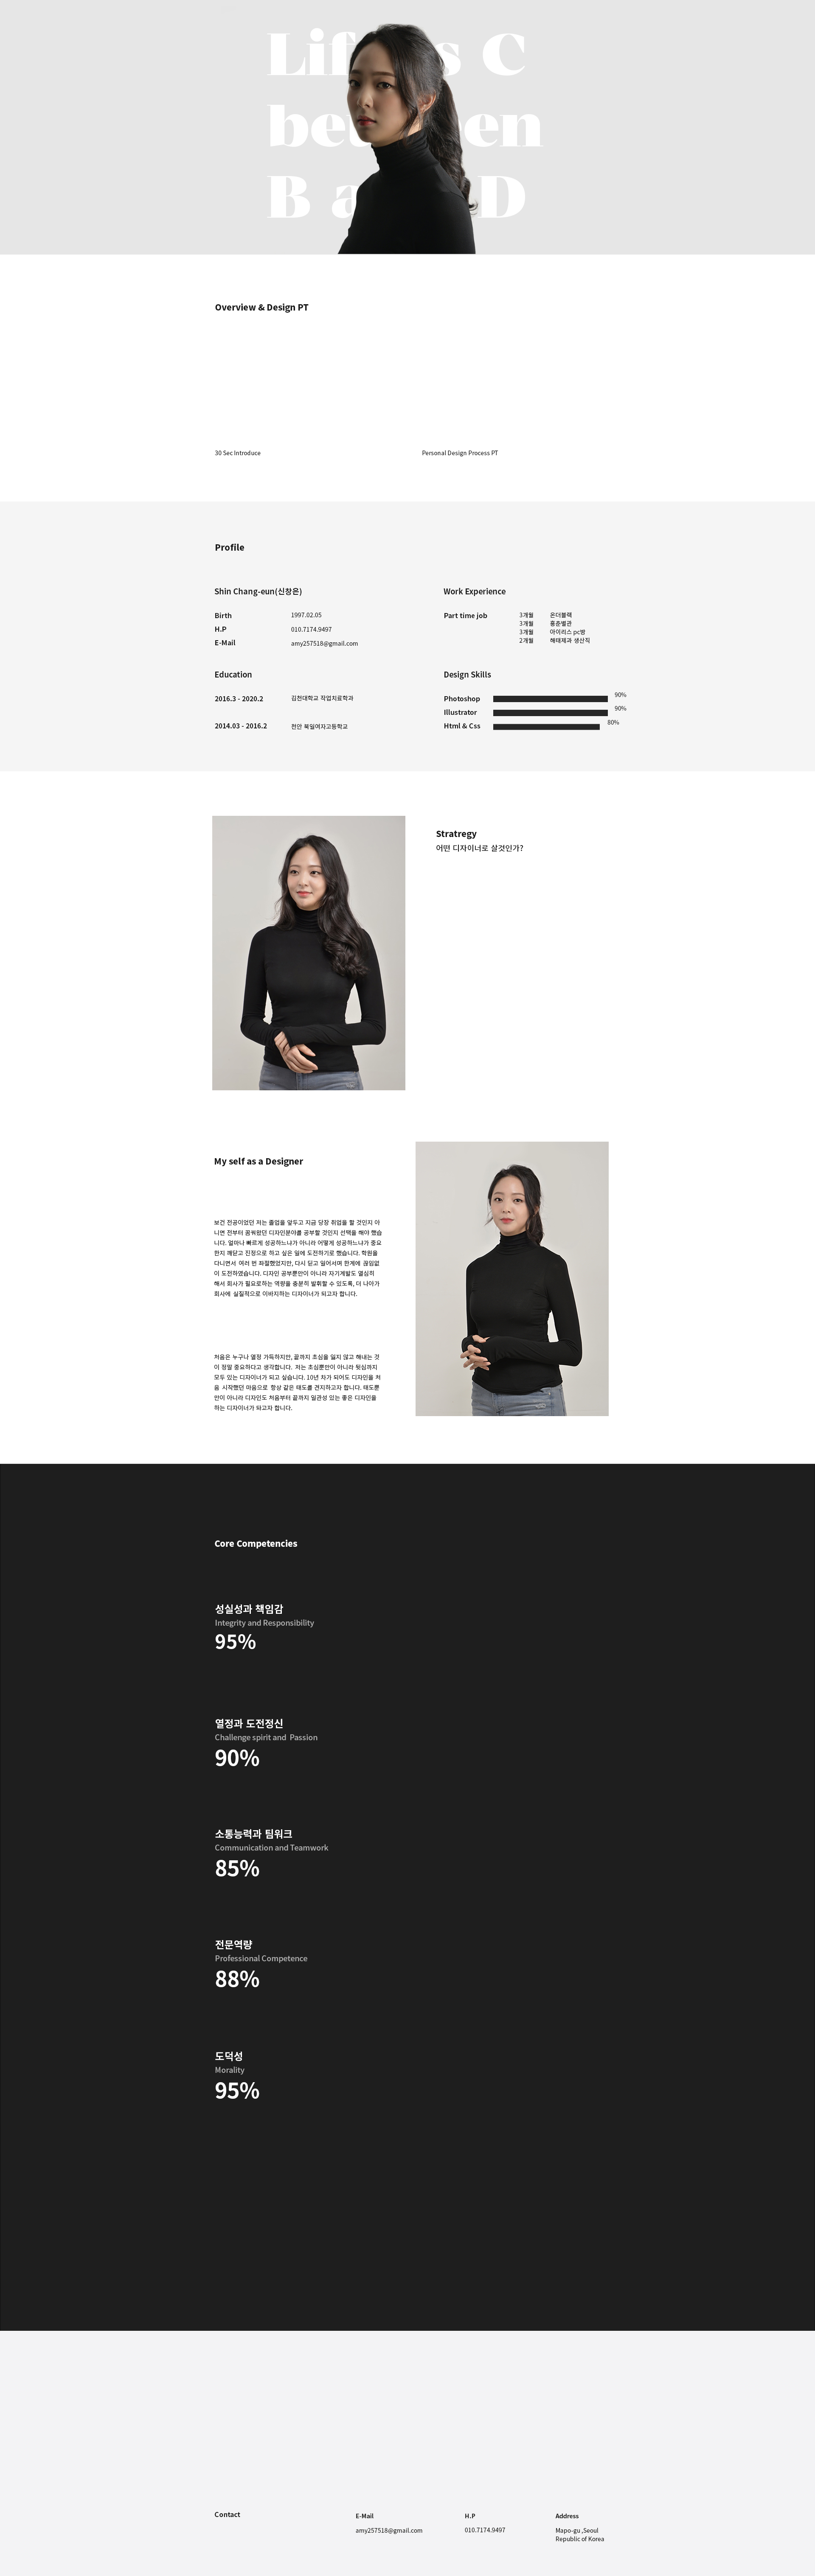 Lif s C
be een
B a D
Overview & Design PT
30 Sec Introduce
Personal Design Process PT
Profile
Shin Chang-eun(신창은)
Birth 1997.02.05
H.P 010.7174.9497
E-Mail amy257518@gmail.com
Work Experience
Part time job
3개월 온더블랙
3개월 홍춘별관
3개월 아이리스 pc방
2개월 해태제과 생산직
Education
2016.3 - 2020.2 김천대학교 작업치료학과
2014.03 - 2016.2 천안 북일여자고등학교
Design Skills
Photoshop 90%
Illustrator 90%
Html & Css 80%
Stratregy
어떤 디자이너로 살것인가?
My self as a Designer
보건 전공이었던 저는 졸업을 앞두고 지금 당장 취업을 할 것인지 아
니면 전부터 꿈꿔왔던 디자인분야를 공부할 것인지 선택을 해야 했습
니다. 얼마나 빠르게 성공하느냐가 아니라 어떻게 성공하느냐가 중요
한지 깨닫고 진정으로 하고 싶은 일에 도전하기로 했습니다. 학원을
다니면서 여러 번 좌절했었지만, 다시 딛고 일어서며 한계에 끊임없
이 도전하였습니다. 디자인 공부뿐만이 아니라 자기계발도 열심히
해서 회사가 필요로하는 역량을 충분히 발휘할 수 있도록, 더 나아가
회사에 실질적으로 이바지하는 디자이너가 되고자 합니다.
처음은 누구나 열정 가득하지만, 끝까지 초심을 잃지 않고 해내는 것
이 정말 중요하다고 생각합니다. 저는 초심뿐만이 아니라 뒷심까지
모두 있는 디자이너가 되고 싶습니다. 10년 차가 되어도 디자인을 처
음 시작했던 마음으로 항상 같은 태도를 견지하고자 합니다. 태도뿐
만이 아니라 디자인도 처음부터 끝까지 일관성 있는 좋은 디자인을
하는 디자이너가 돠고자 합니다.
Core Competencies
성실성과 책임감
Integrity and Responsibility
95%
열정과 도전정신
Challenge spirit and Passion
90%
소통능력과 팀워크
Communication and Teamwork
85%
전문역량
Professional Competence
88%
도덕성
Morality
95%
Contact
E-Mail
amy257518@gmail.com
H.P
010.7174.9497
Address
Mapo-gu ,Seoul
Republic of Korea